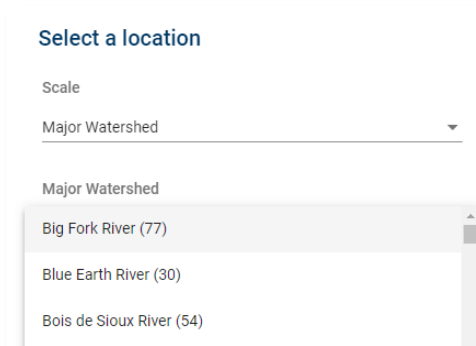 Select a location
Scale
Major Watershed
Major Watershed
Big Fork River (77)
Blue Earth River (30)
Bois de Sioux River (54)